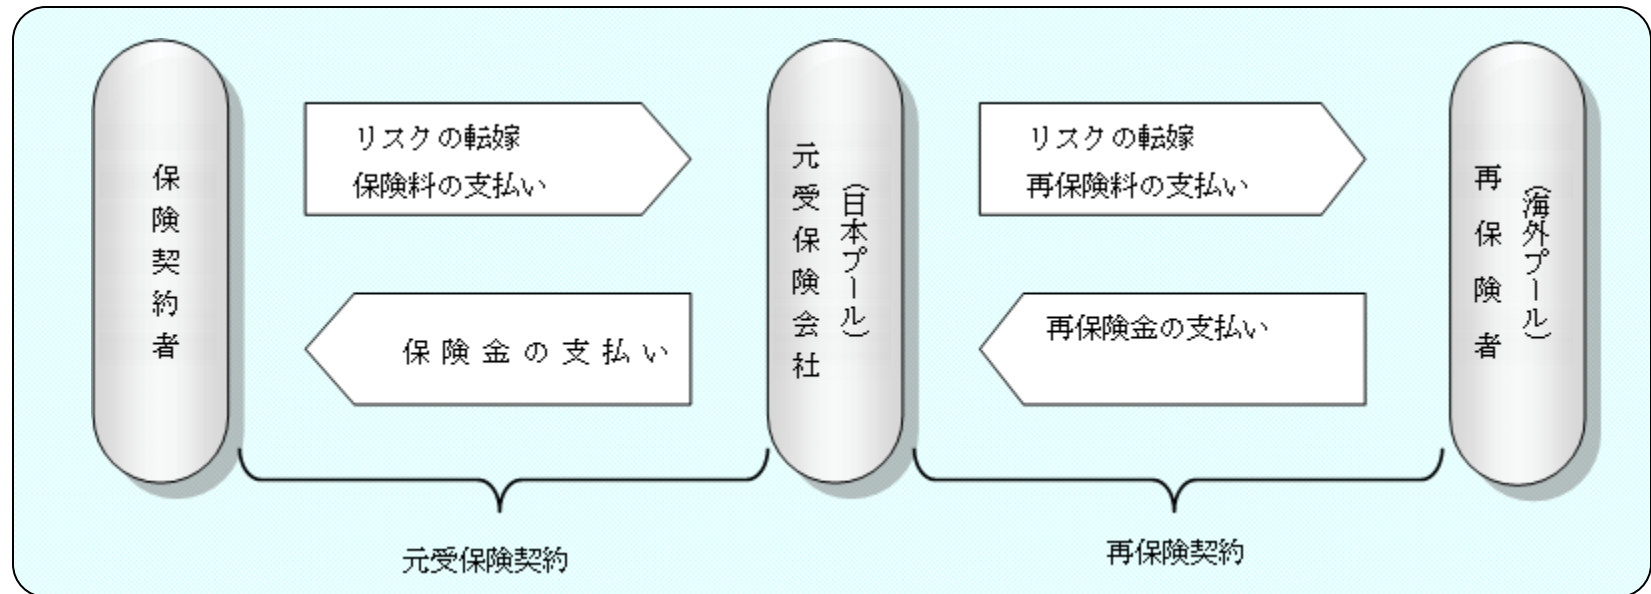 保険契約者
リスクの転嫁
保険料の支払い
保険金の支払い
元受保険契約
元受保険会社
（日本プール）
リスクの転嫁
再保険料の支払い
再保険金の支払い
再保険契約
再保険者
（海外プール）